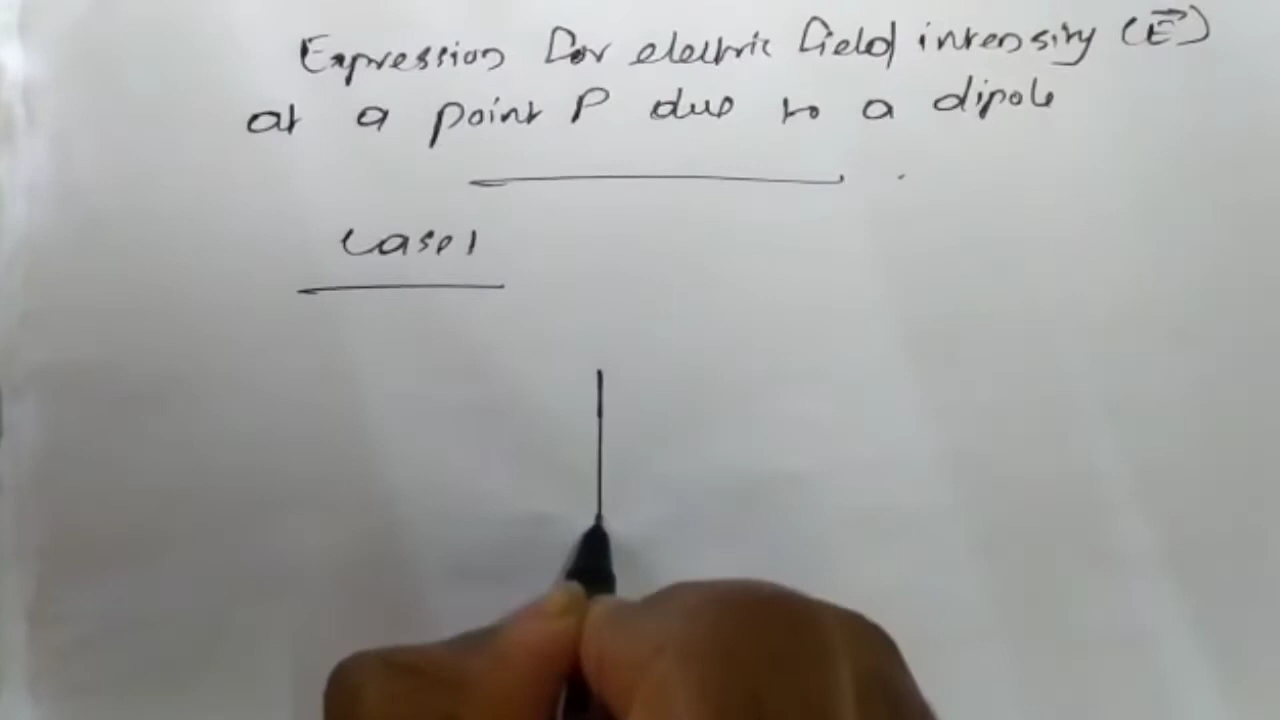 Expression for electric field intensity (E⃗)
at a point P due to a dipole
Case 1